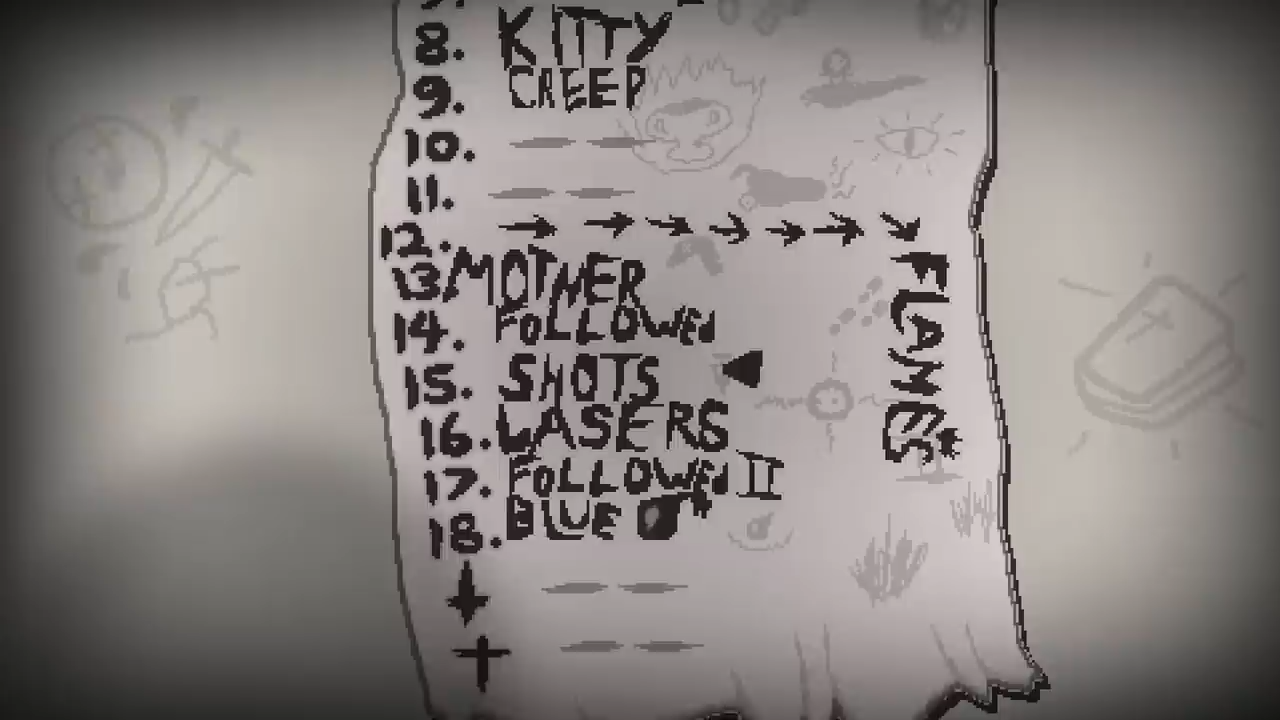 8. KITTY
9. CREEP
10.
11.
12. FLAMES
13. MOTHER
14. FOLLOWED
15. SHOTS
16. LASERS
17. FOLLOWED II
18. BLUE